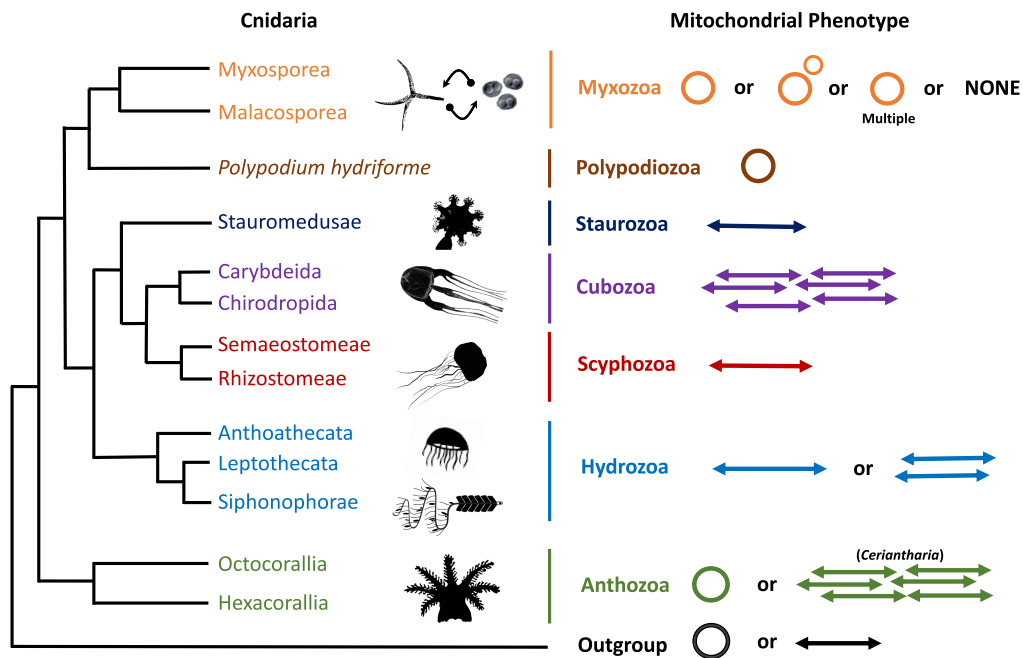 Cnidaria
Mitochondrial Phenotype
Myxosporea
Malacosporea
Myxozoa
or
or
or
NONE
Multiple
Polypodium hydriforme
Polypodiozoa
Stauromedusae
Staurozoa
Carybdeida
Chirodropida
Cubozoa
Semaeostomeae
Rhizostomeae
Scyphozoa
Anthoathecata
Leptothecata
Siphonophorae
Hydrozoa
or
Octocorallia
Hexacorallia
Anthozoa
or
(Ceriantharia)
Outgroup
or